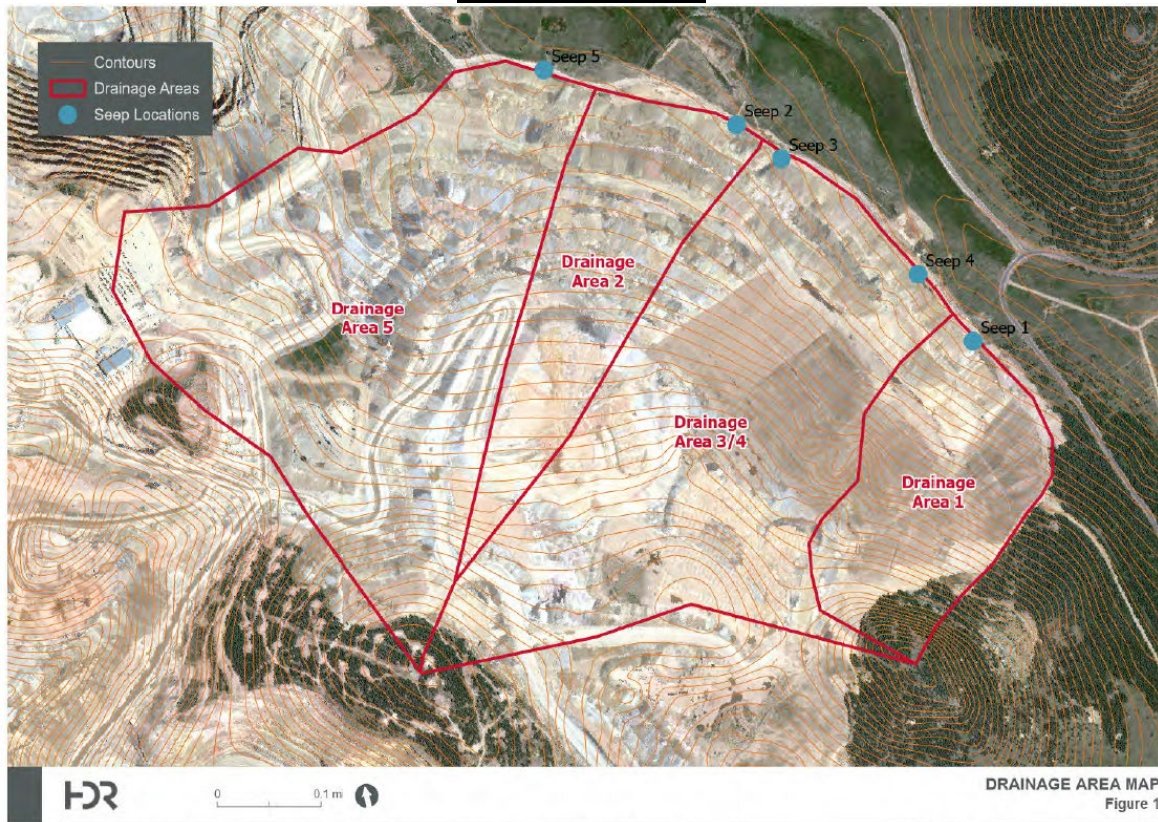 Contours
Drainage Areas
Seep Locations
Seep 5
Seep 2
Seep 3
Seep 4
Seep 1
Drainage
Area 2
Drainage
Area 5
Drainage
Area 3/4
Drainage
Area 1
HDR
0 0.1 m
DRAINAGE AREA MAP
Figure 1